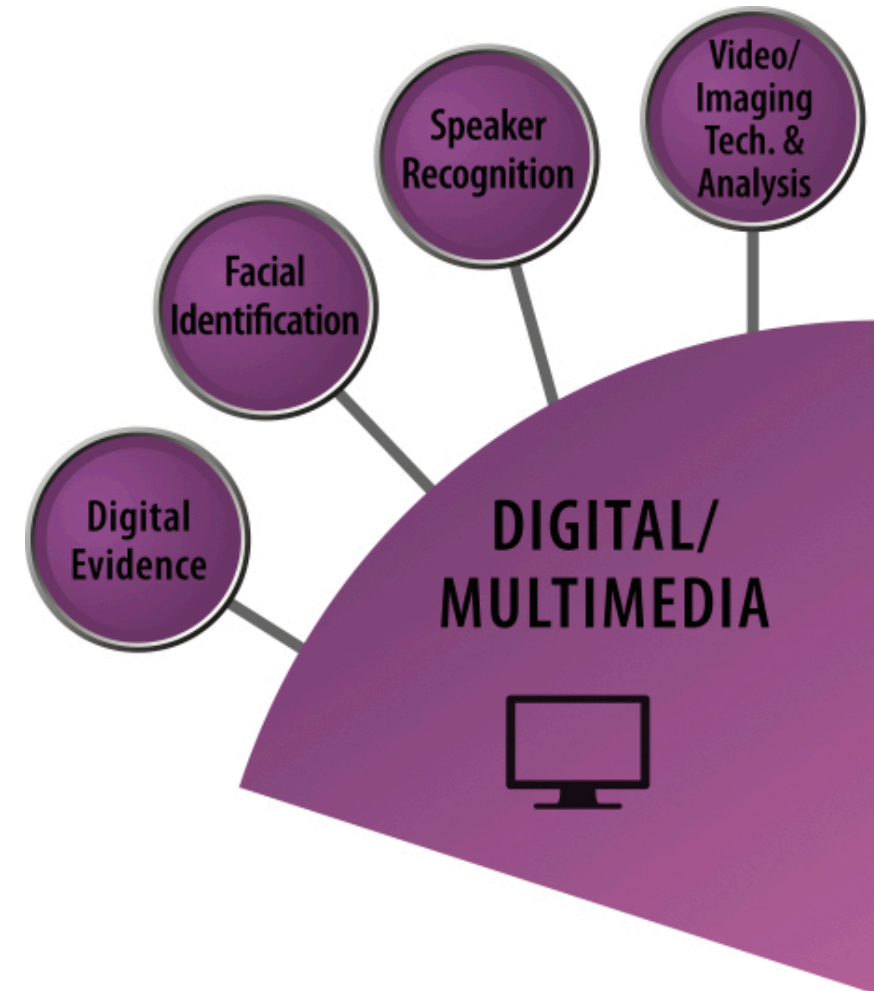 Video/
Imaging
Tech. &
Analysis
Speaker
Recognition
Facial
Identification
Digital
Evidence
DIGITAL/
MULTIMEDIA